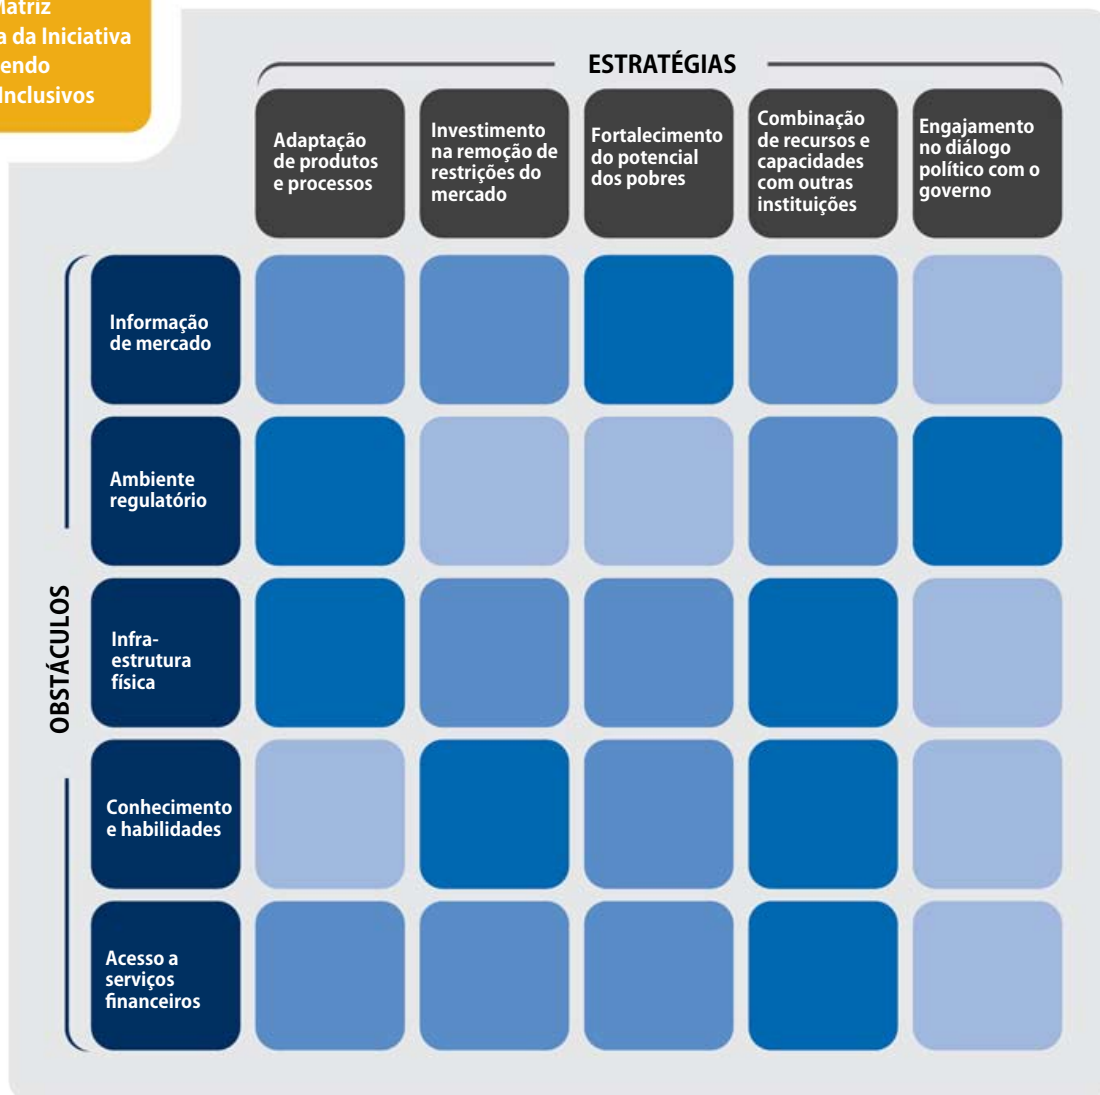 Matriz
da Iniciativa
Inclusivos
ESTRATÉGIAS
Adaptação
de produtos
e processos
Investimento
na remoção de
restrições do
mercado
Fortalecimento
do potencial
dos pobres
Combinação
de recursos e
capacidades
com outras
instituições
Engajamento
no diálogo
político com o
governo
OBSTÁCULOS
Informação
de mercado
Ambiente
regulatório
Infra-
estrutura
física
Conhecimento
e habilidades
Acesso a
serviços
financeiros